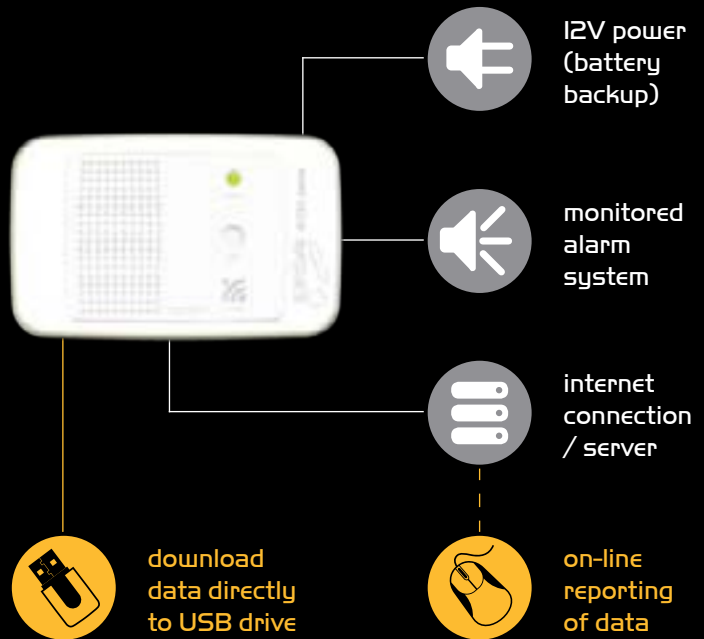 12V power
(battery
backup)
monitored
alarm
system
internet
connection
/ server
download
data directly
to USB drive
on-line
reporting
of data